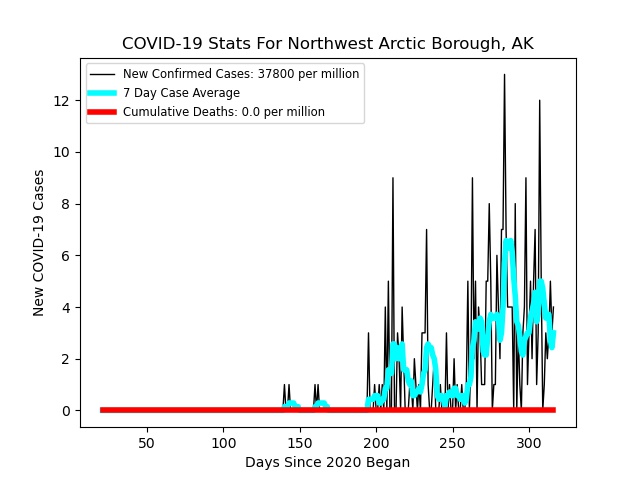 COVID-19 Stats For Northwest Arctic Borough, AK
New Confirmed Cases: 37800 per million
7 Day Case Average
Cumulative Deaths: 0.0 per million
New COVID-19 Cases
12
10
8
6
4
2
0
50 100 150 200 250 300
Days Since 2020 Began